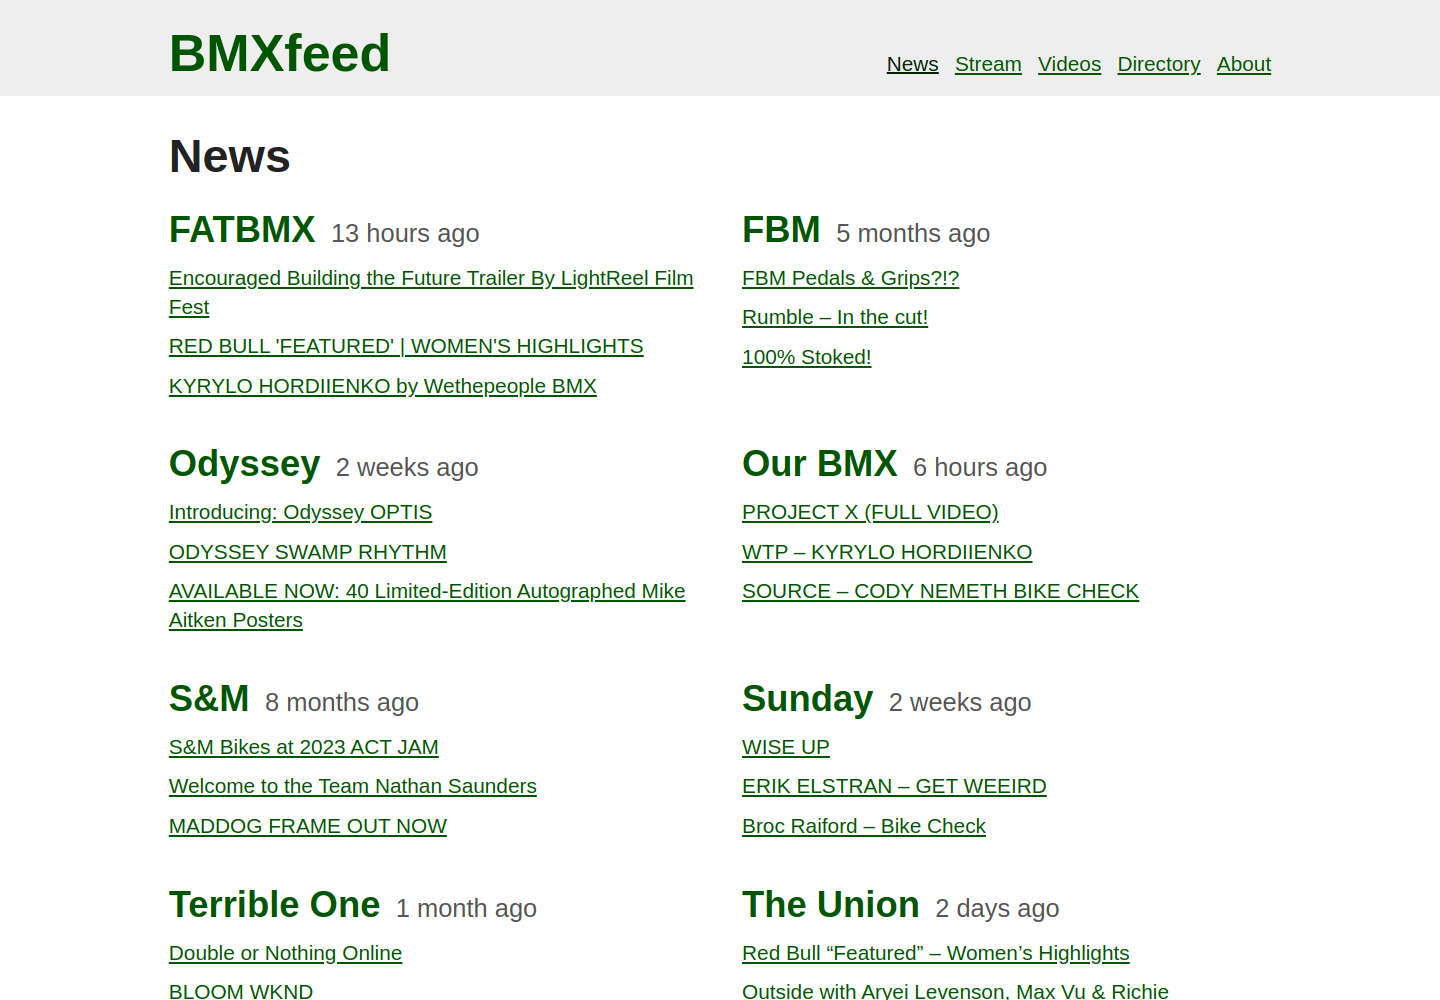 BMXfeed
News Stream Videos Directory About
News
FATBMX 13 hours ago
Encouraged Building the Future Trailer By LightReel Film
Fest
RED BULL 'FEATURED' | WOMEN'S HIGHLIGHTS
KYRYLO HORDIIENKO by Wethepeople BMX
FBM 5 months ago
FBM Pedals & Grips?!?
Rumble – In the cut!
100% Stoked!
Odyssey 2 weeks ago
Introducing: Odyssey OPTIS
ODYSSEY SWAMP RHYTHM
AVAILABLE NOW: 40 Limited-Edition Autographed Mike
Aitken Posters
Our BMX 6 hours ago
PROJECT X (FULL VIDEO)
WTP – KYRYLO HORDIIENKO
SOURCE – CODY NEMETH BIKE CHECK
S&M 8 months ago
S&M Bikes at 2023 ACT JAM
Welcome to the Team Nathan Saunders
MADDOG FRAME OUT NOW
Sunday 2 weeks ago
WISE UP
ERIK ELSTRAN – GET WEEIRD
Broc Raiford – Bike Check
Terrible One 1 month ago
Double or Nothing Online
BLOOM WKND
The Union 2 days ago
Red Bull “Featured” – Women’s Highlights
Outside with Aryei Levenson, Max Vu & Richie